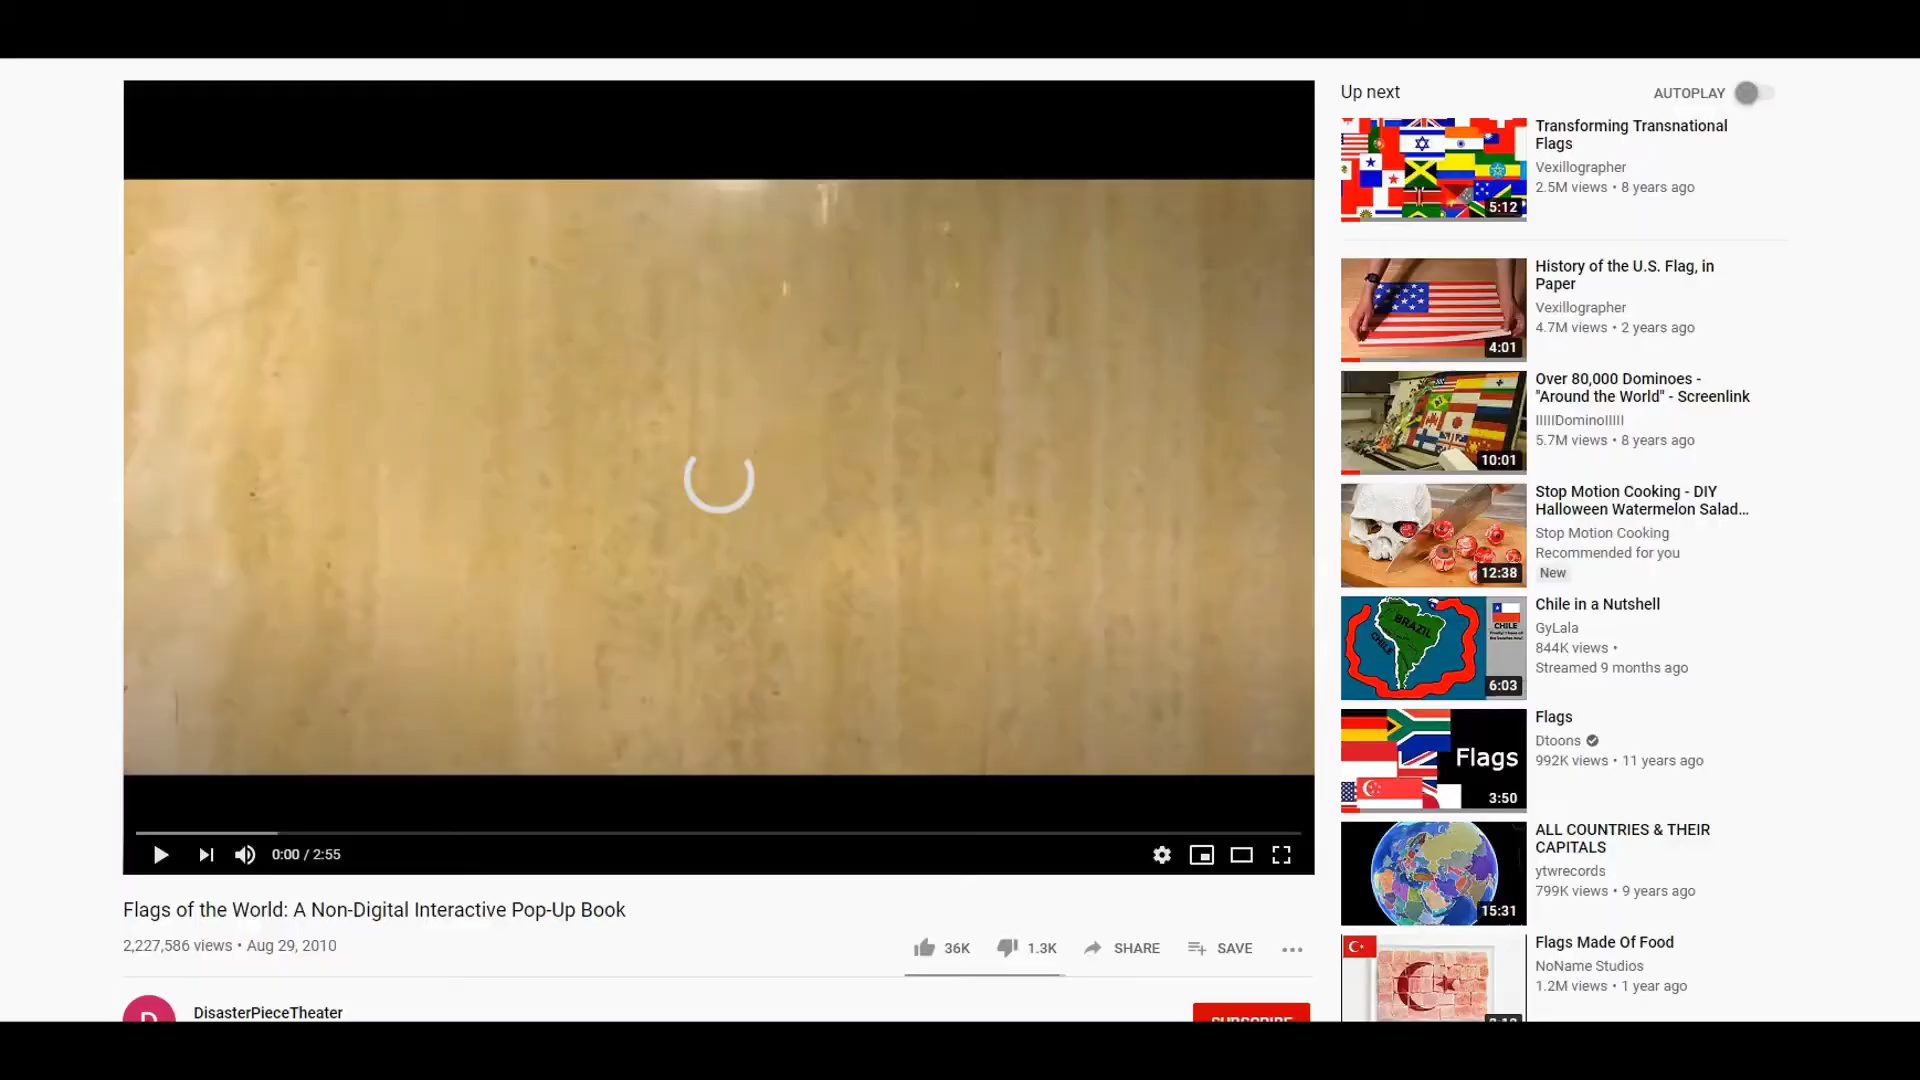 Up next
AUTOPLAY
Transforming Transnational
Flags
Vexillographer
2.5M views • 8 years ago
5:12
History of the U.S. Flag, in
Paper
Vexillographer
4.7M views • 2 years ago
4:01
Over 80,000 Dominoes -
"Around the World" - Screenlink
IIIIIDominoIIIII
5.7M views • 8 years ago
10:01
Stop Motion Cooking - DIY
Halloween Watermelon Salad...
Stop Motion Cooking
Recommended for you
New
12:38
Chile in a Nutshell
GyLala
844K views •
Streamed 9 months ago
BRAZIL
CHILE
CHILE
6:03
Flags
Dtoons
992K views • 11 years ago
Flags
3:50
ALL COUNTRIES & THEIR
CAPITALS
ytwrecords
799K views • 9 years ago
15:31
Flags Made Of Food
NoName Studios
1.2M views • 1 year ago
0:00 / 2:55
Flags of the World: A Non-Digital Interactive Pop-Up Book
2,227,586 views • Aug 29, 2010
36K 1.3K SHARE SAVE
D DisasterPieceTheater
SUBSCRIBE